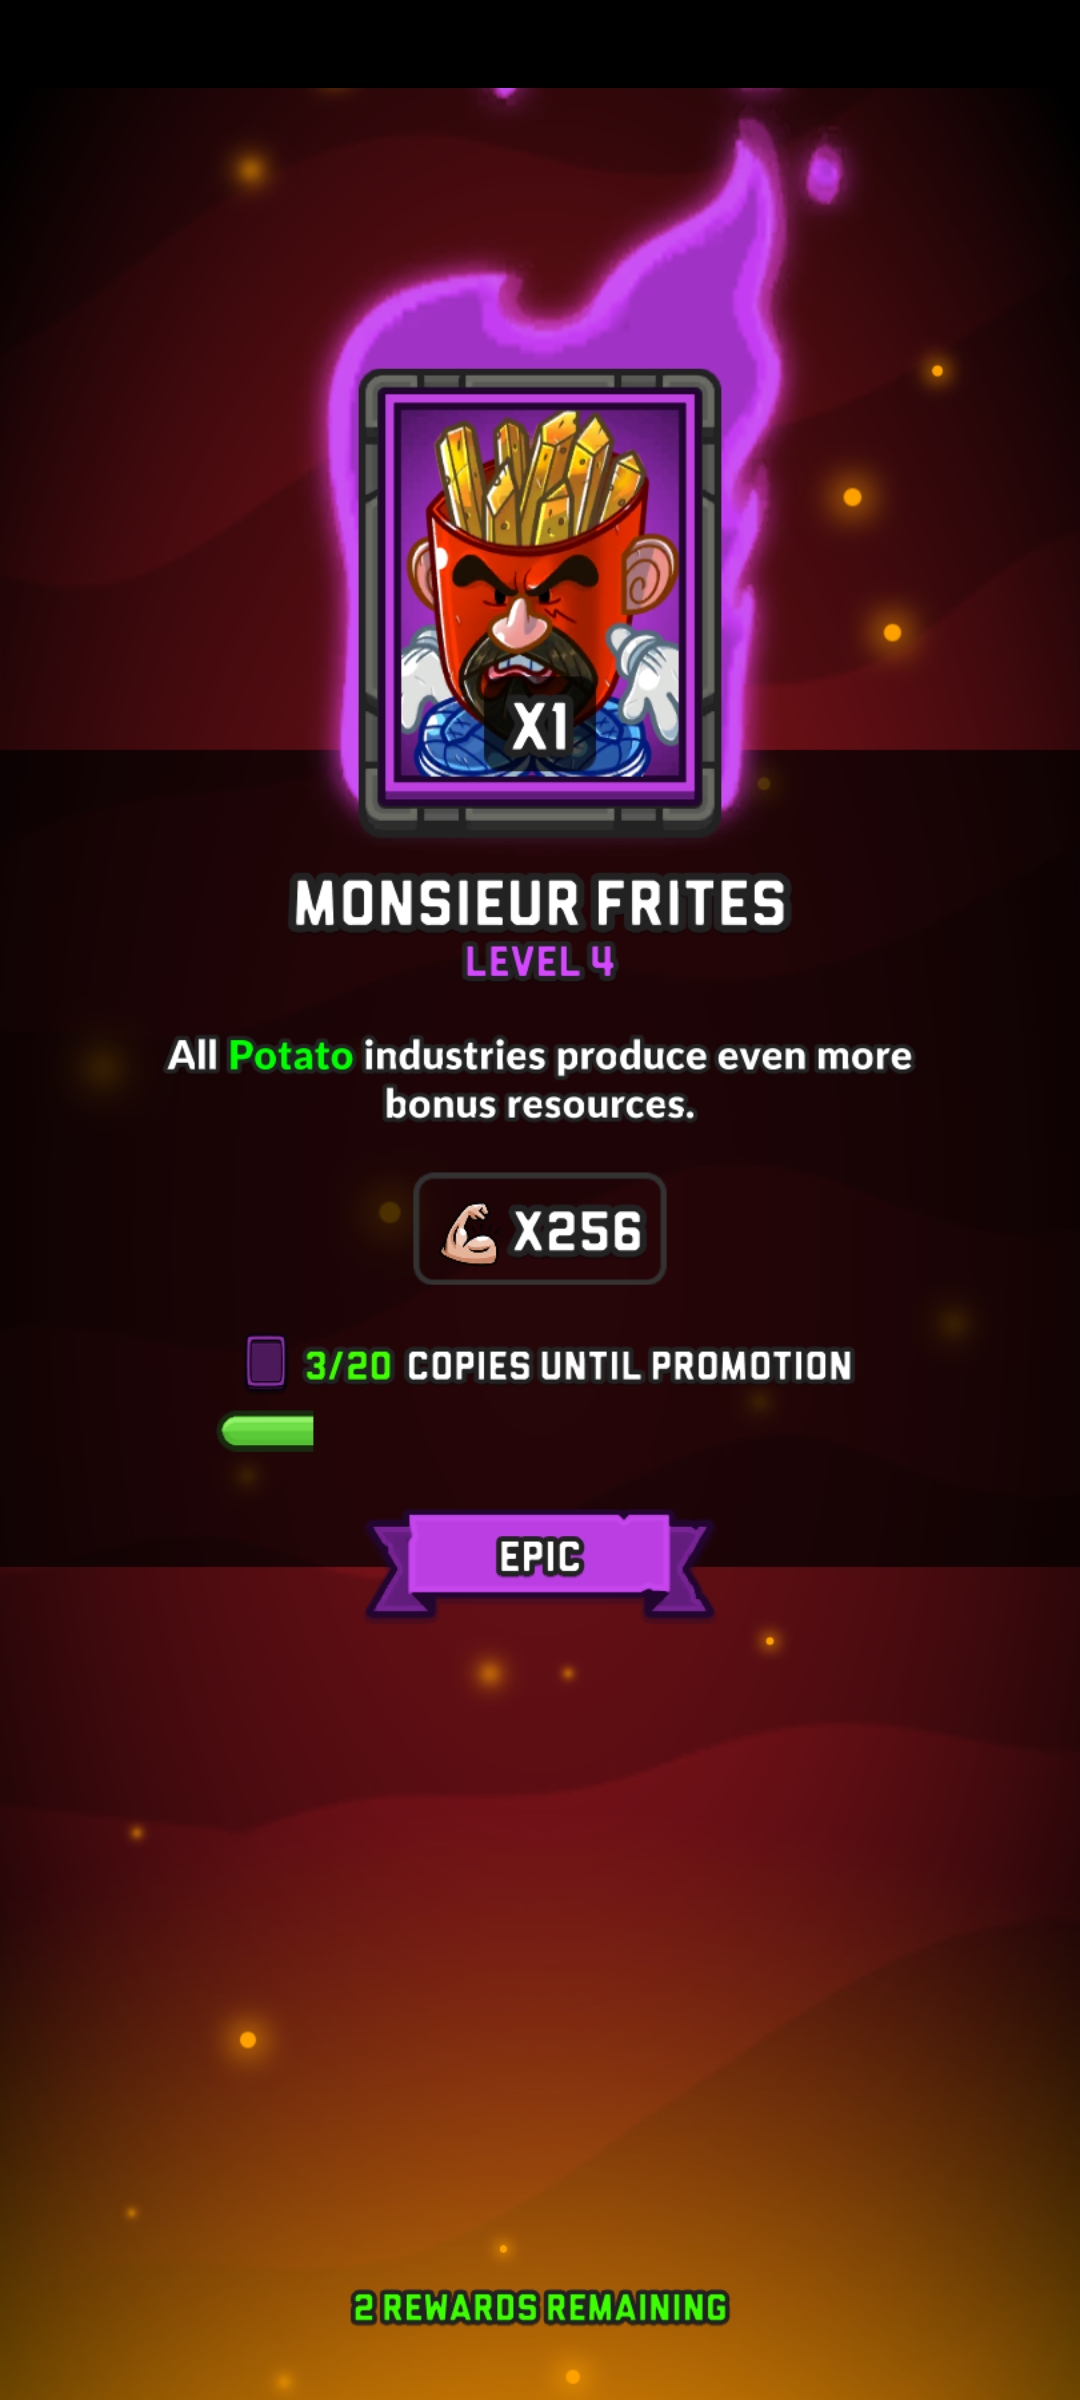 X1
MONSIEUR FRITES
LEVEL 4
All Potato industries produce even more
bonus resources.
X256
3/20 COPIES UNTIL PROMOTION
EPIC
2 REWARDS REMAINING